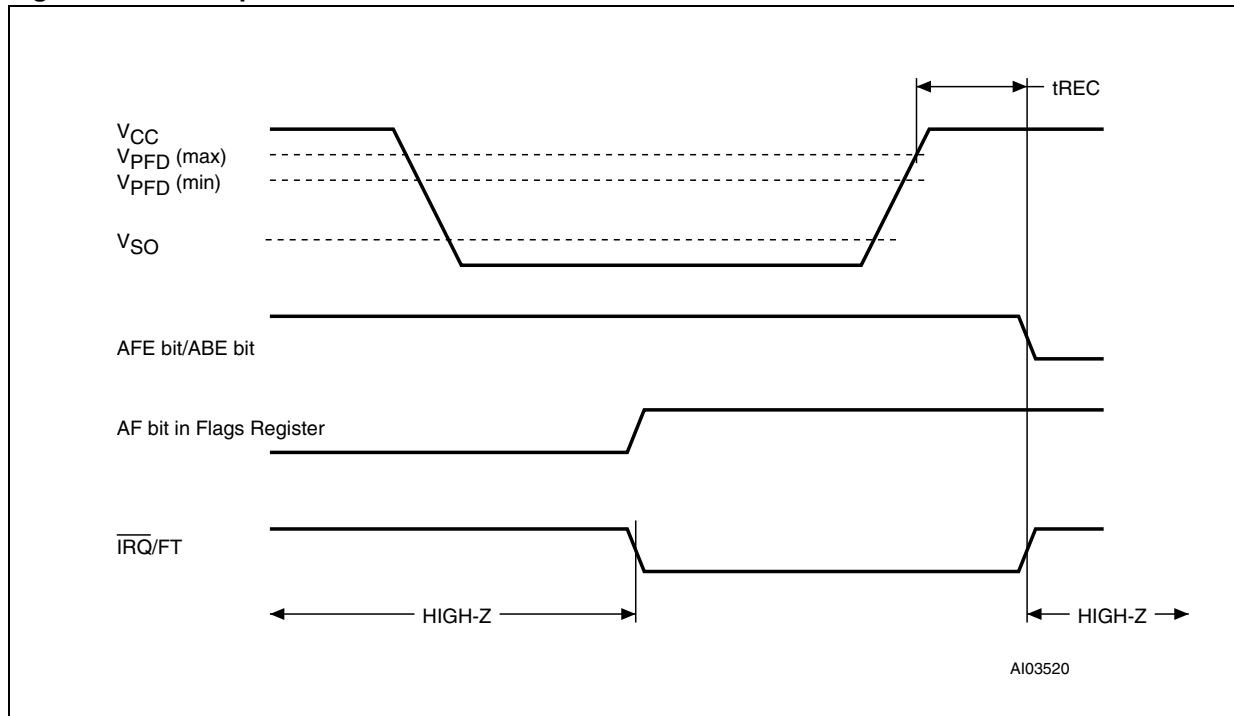 tREC
VCC
VPFD (max)
VPFD (min)
VSO
AFE bit/ABE bit
AF bit in Flags Register
IRQ/FT
HIGH-Z
HIGH-Z
AI03520